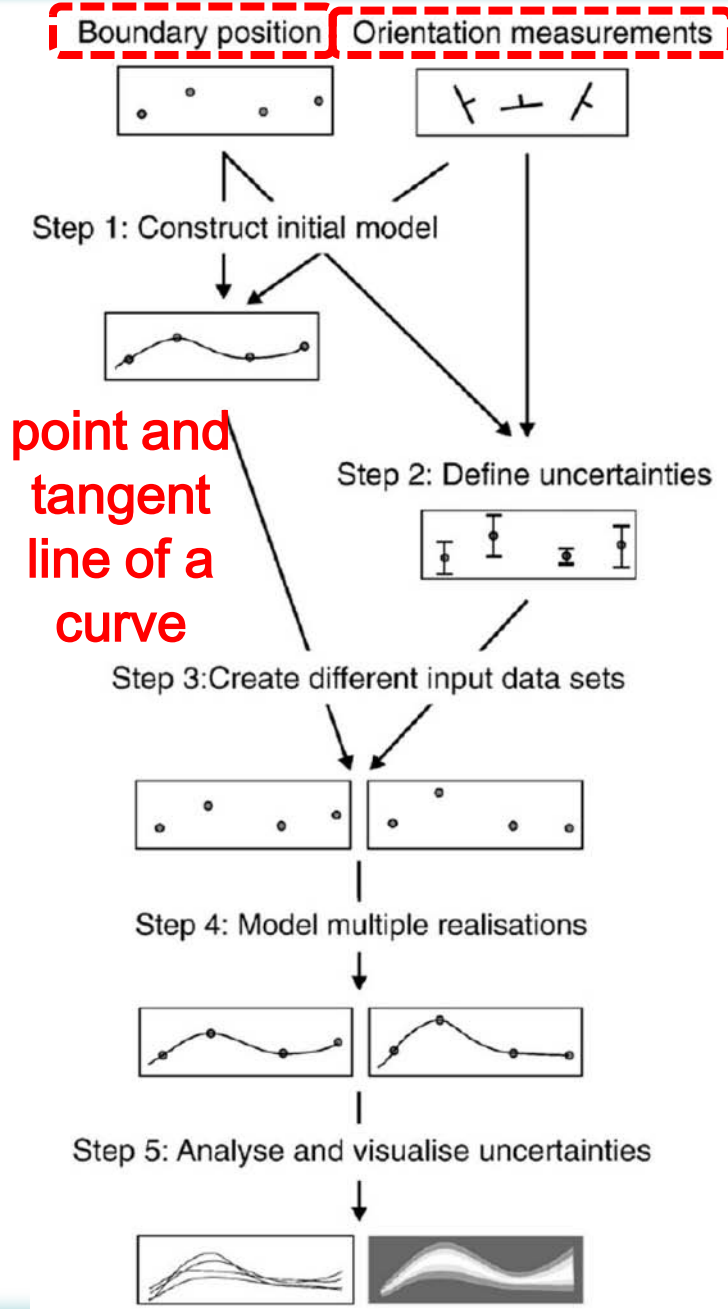 Boundary position Orientation measurements
Step 1: Construct initial model
point and
tangent
line of a
curve
Step 2: Define uncertainties
Step 3:Create different input data sets
Step 4: Model multiple realisations
Step 5: Analyse and visualise uncertainties